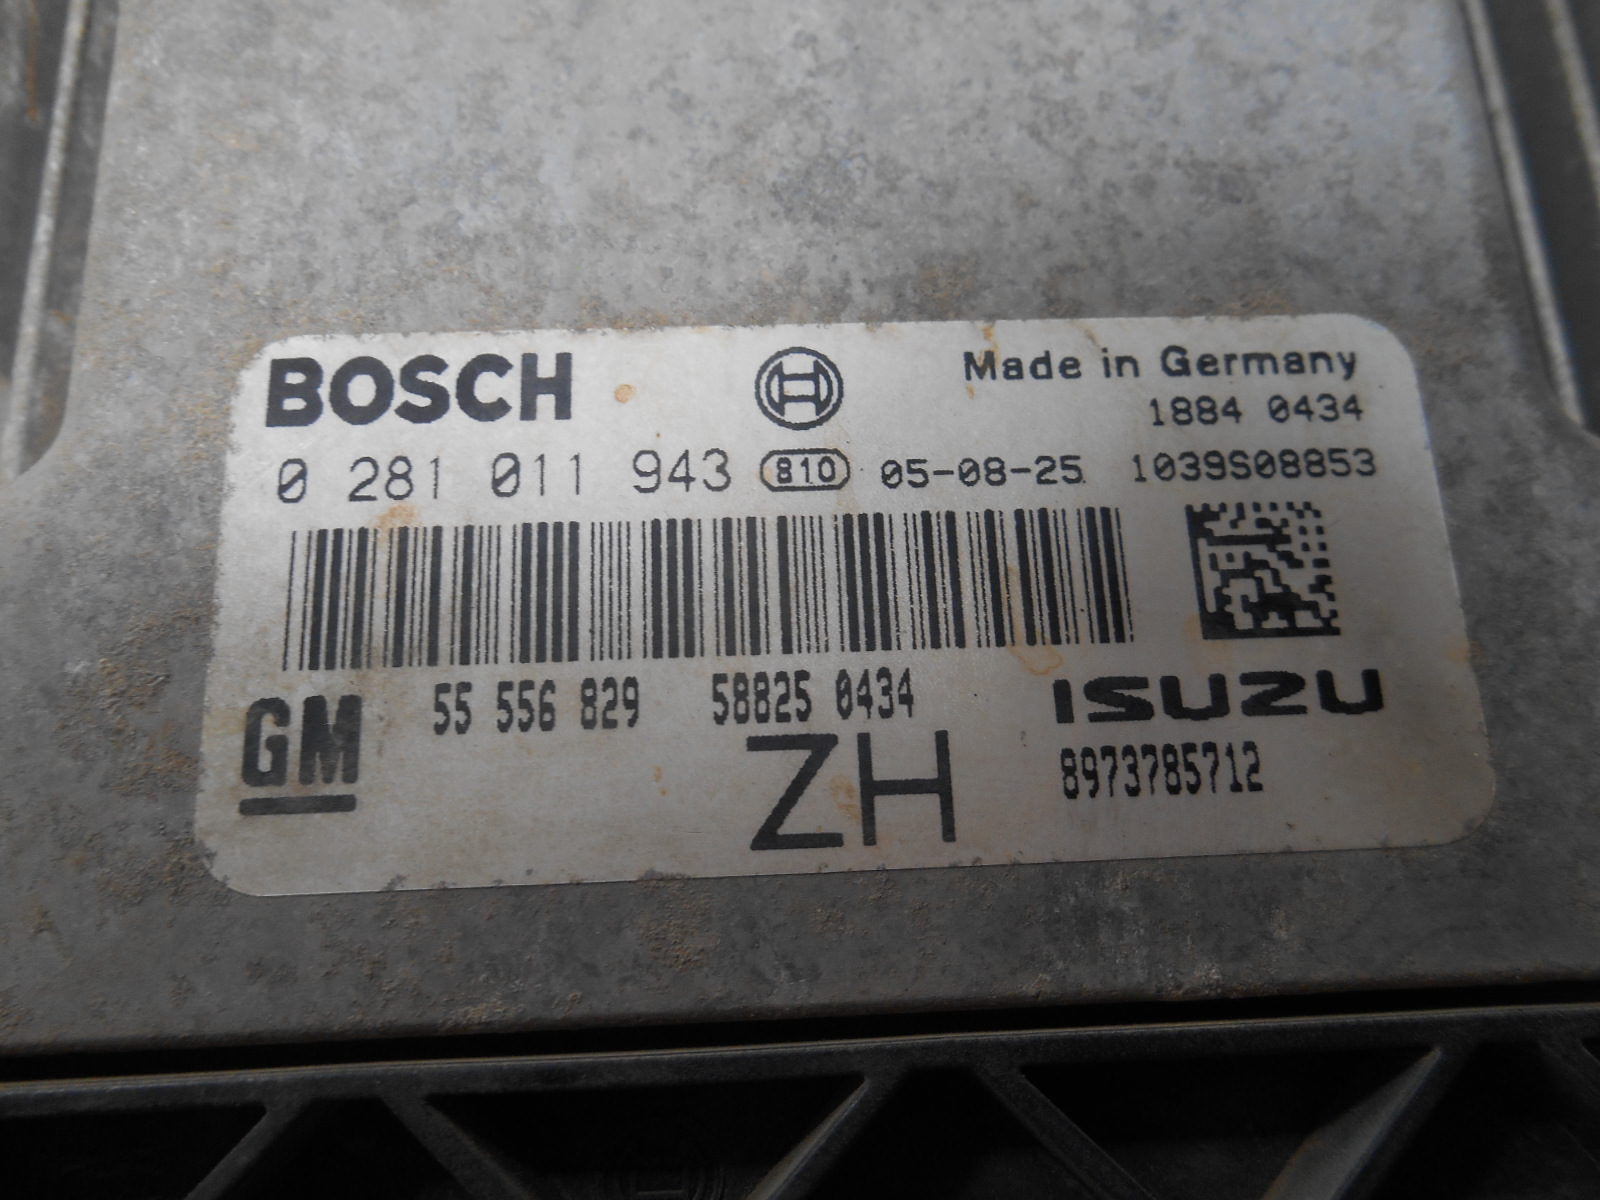 BOSCH
Made in Germany
1884 0434
0 281 011 943 810 05-08-25 1039S08853
GM 55 556 829 58825 0434 ISUZU
ZH 8973785712